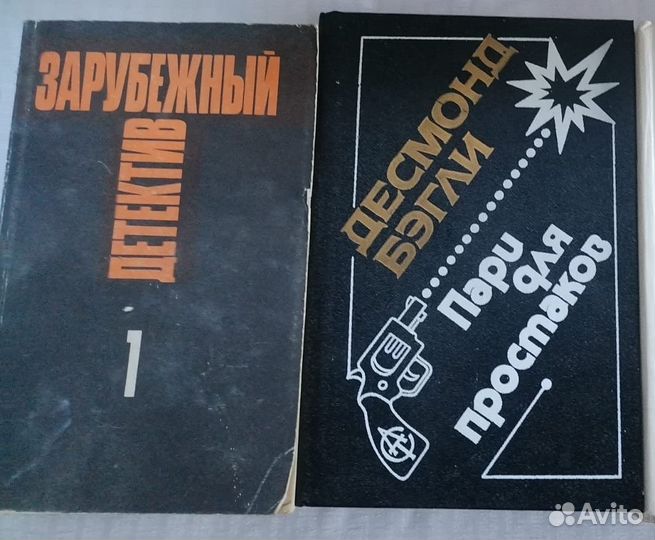 ЗАРУБЕЖНЫЙ
ДЕТЕКТИВ
1
ДЕСМОНД
БЭГЛИ
Пари
для
простаков
Avito